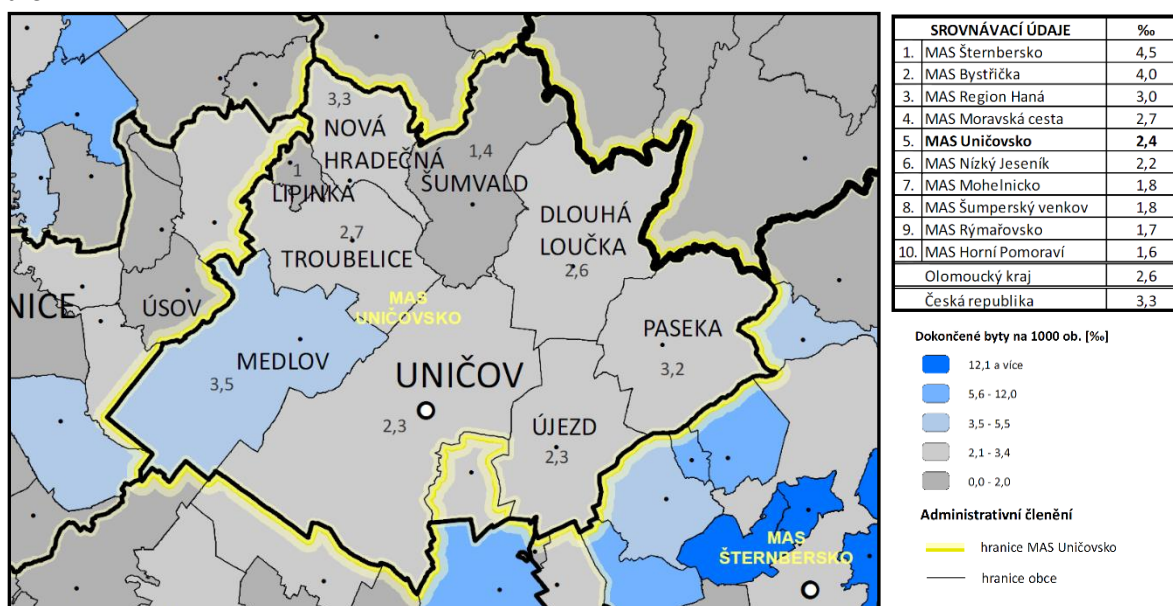 3,3
NOVÁ
HRADEČNÁ
1
LIPINKA
1,4
ŠUMVALD
DLOUHÁ
LOUČKA
2,6
2,7
TROUBELICE
NICE
ÚSOV
MAS
UNIČOVSKO
PASEKA
3,2
MEDLOV
3,5
UNIČOV
2,3
ÚJEZD
2,3
MAS
ŠTERNBERSKO
SROVNÁVACÍ ÚDAJE ‰
1. MAS Šternbersko 4,5
2. MAS Bystřička 4,0
3. MAS Region Haná 3,0
4. MAS Moravská cesta 2,7
5. MAS Uničovsko 2,4
6. MAS Nízký Jeseník 2,2
7. MAS Mohelnicko 1,8
8. MAS Šumperský venkov 1,8
9. MAS Rýmařovsko 1,7
10. MAS Horní Pomoraví 1,6
Olomoucký kraj 2,6
Česká republika 3,3
Dokončené byty na 1000 ob. [‰]
12,1 a více
5,6 - 12,0
3,5 - 5,5
2,1 - 3,4
0,0 - 2,0
Administrativní členění
hranice MAS Uničovsko
hranice obce